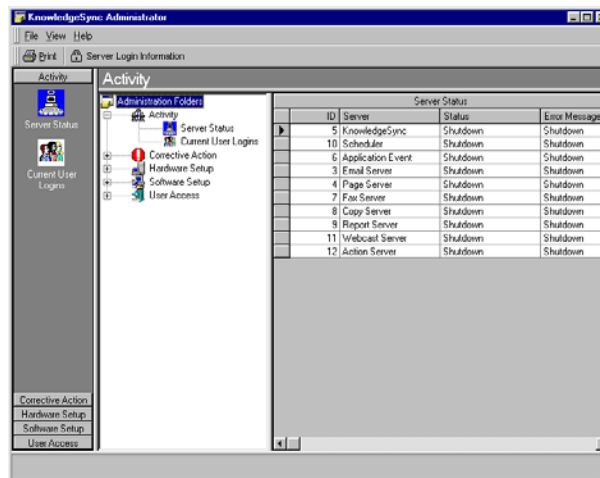 KnowledgeSync Administrator
File View Help
Print Server Login Information
Activity
Server Status
Current User
Logins
Corrective Action
Hardware Setup
Software Setup
User Access
Activity
Administration Folders
Activity
Server Status
Current User Logins
Corrective Action
Hardware Setup
Software Setup
User Access
Server Status
ID Server Status Error Message
5 KnowledgeSync Shutdown Shutdown
10 Scheduler Shutdown Shutdown
6 Application Event Shutdown Shutdown
3 Email Server Shutdown Shutdown
4 Page Server Shutdown Shutdown
7 Fax Server Shutdown Shutdown
8 Copy Server Shutdown Shutdown
9 Report Server Shutdown Shutdown
11 Webcast Server Shutdown Shutdown
12 Action Server Shutdown Shutdown